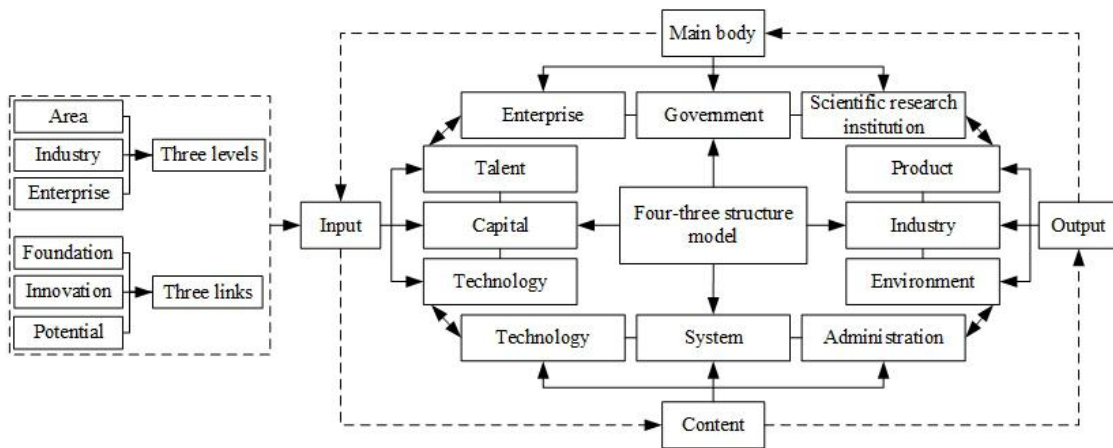 Main body
Enterprise
Government
Scientific research
institution
Area
Industry
Enterprise
Three levels
Foundation
Innovation
Potential
Three links
Input
Talent
Capital
Technology
Four-three structure
model
Product
Industry
Environment
Output
Technology
System
Administration
Content